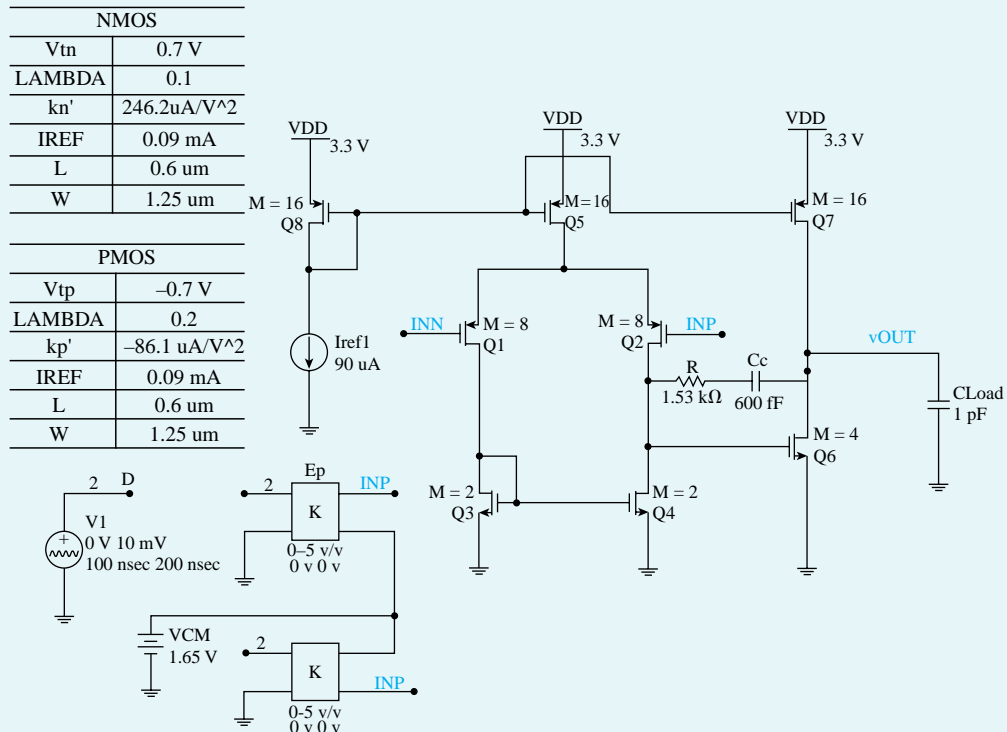 NMOS
Vtn 0.7 V
LAMBDA 0.1
kn' 246.2uA/V^2
IREF 0.09 mA
L 0.6 um
W 1.25 um
PMOS
Vtp –0.7 V
LAMBDA 0.2
kp' –86.1 uA/V^2
IREF 0.09 mA
L 0.6 um
W 1.25 um
VDD
3.3 V
VDD
3.3 V
VDD
3.3 V
M = 16
Q8
M=16
Q5
M = 16
Q7
INN
M = 8
Q1
M = 8
Q2
INP
Iref1
90 uA
R
1.53 kΩ
Cc
600 fF
vOUT
CLoad
1 pF
M = 4
Q6
M = 2
Q3
M = 2
Q4
2 D
V1
0 V 10 mV
100 nsec 200 nsec
Ep
2
INP
K
0–5 v/v
0 v 0 v
VCM
1.65 V
2
K
INP
0-5 v/v
0 v 0 v